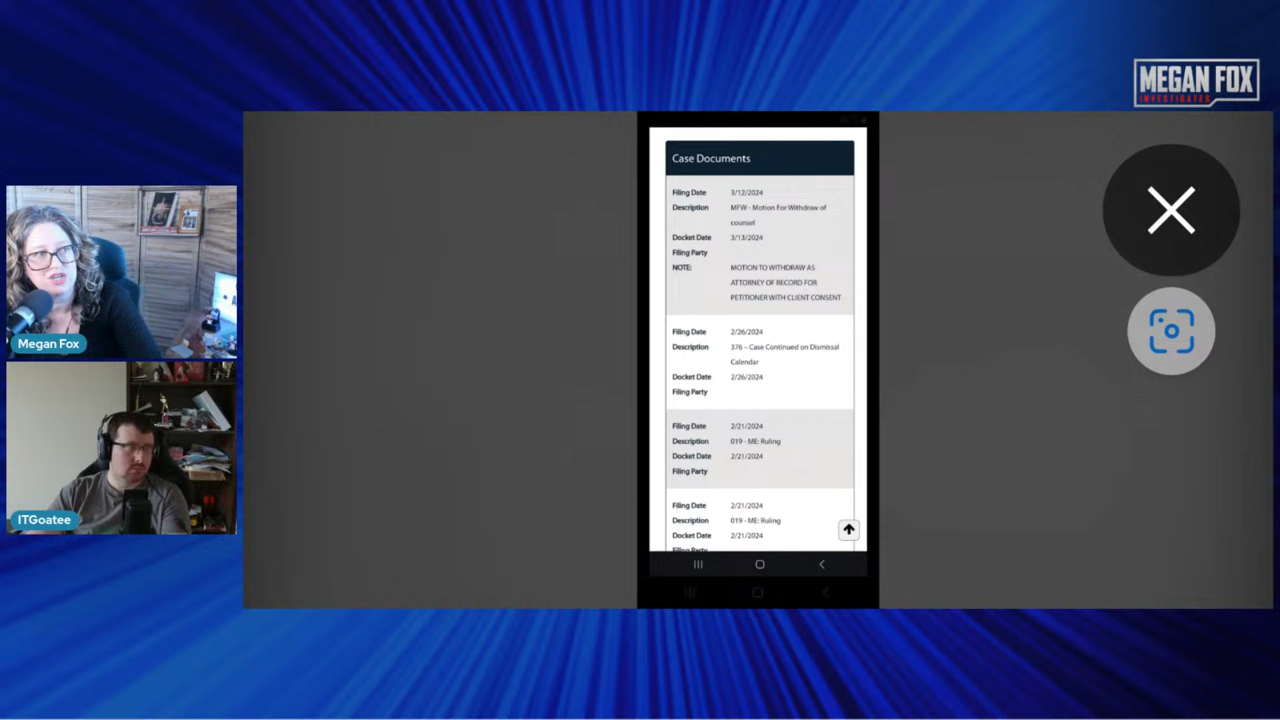 MEGAN FOX
INVESTIGATES
Case Documents
Filing Date 3/12/2024
Description MFW - Motion For Withdraw of
counsel
Docket Date 3/13/2024
Filing Party
NOTE: MOTION TO WITHDRAW AS
ATTORNEY OF RECORD FOR
PETITIONER WITH CLIENT CONSENT
Filing Date 2/26/2024
Description 376 – Case Continued on Dismissal
Calendar
Docket Date 2/26/2024
Filing Party
Filing Date 2/21/2024
Description 019 - ME: Ruling
Docket Date 2/21/2024
Filing Party
Filing Date 2/21/2024
Description 019 - ME: Ruling
Docket Date 2/21/2024
Filing Party
Megan Fox
ITGoatee